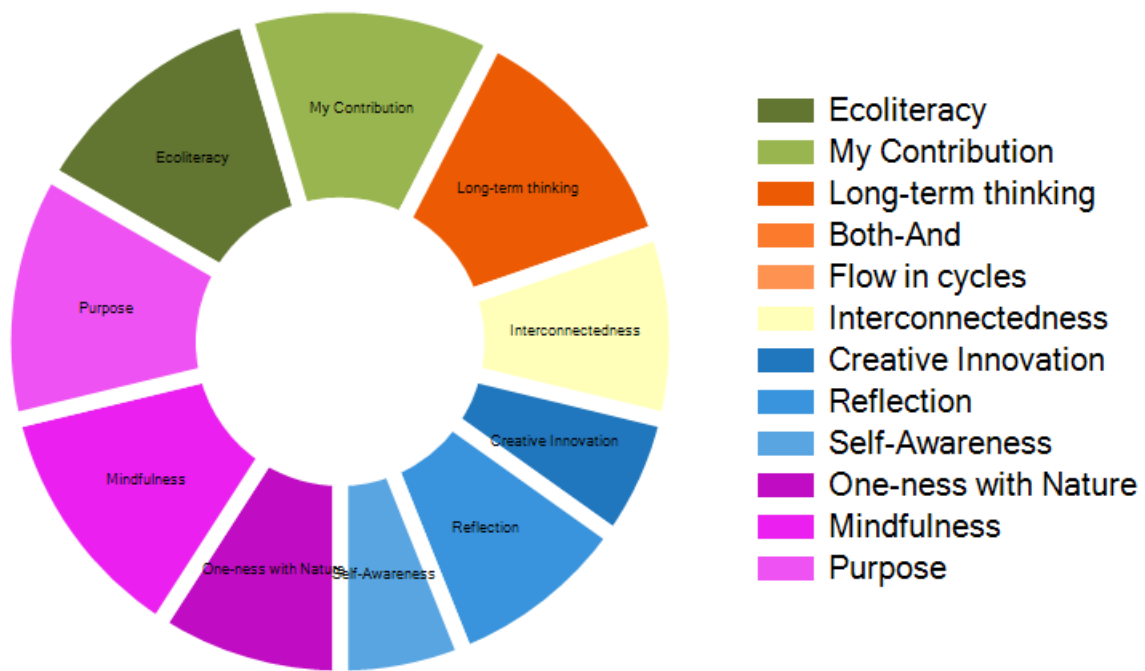 My Contribution
Ecoliteracy
Long-term thinking
Purpose
Interconnectedness
Creative Innovation
Mindfulness
Reflection
One-ness with Nature
Self-Awareness
Ecoliteracy
My Contribution
Long-term thinking
Both-And
Flow in cycles
Interconnectedness
Creative Innovation
Reflection
Self-Awareness
One-ness with Nature
Mindfulness
Purpose